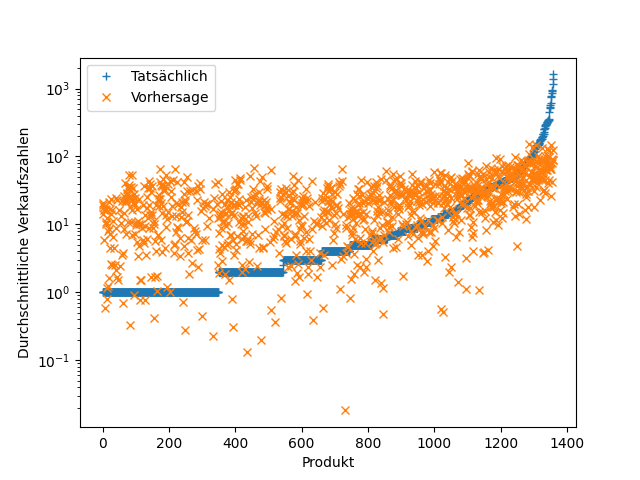 Tatsächlich
Vorhersage
Durchschnittliche Verkaufszahlen
10³
10²
10¹
10⁰
10⁻¹
0 200 400 600 800 1000 1200 1400
Produkt